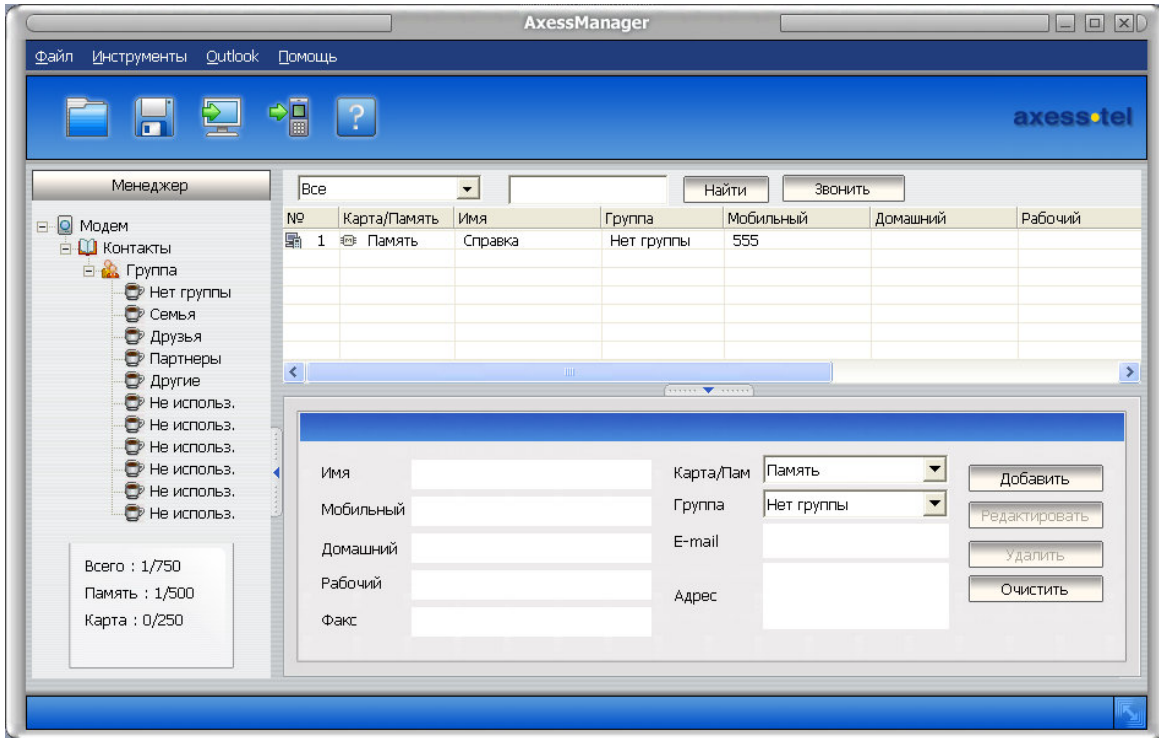 AxessManager
Файл Инструменты Outlook Помощь
axess tel
Менеджер
Все Найти Звонить
№ Карта/Память Имя Группа Мобильный Домашний Рабочий
1 Память Справка Нет группы 555
Модем
Контакты
Группа
Нет группы
Семья
Друзья
Партнеры
Другие
Не использ.
Не использ.
Не использ.
Не использ.
Не использ.
Не использ.
Всего : 1/750
Память : 1/500
Карта : 0/250
Имя
Мобильный
Домашний
Рабочий
Факс
Карта/Пам Память
Группа Нет группы
E-mail
Адрес
Добавить
Редактировать
Удалить
Очистить